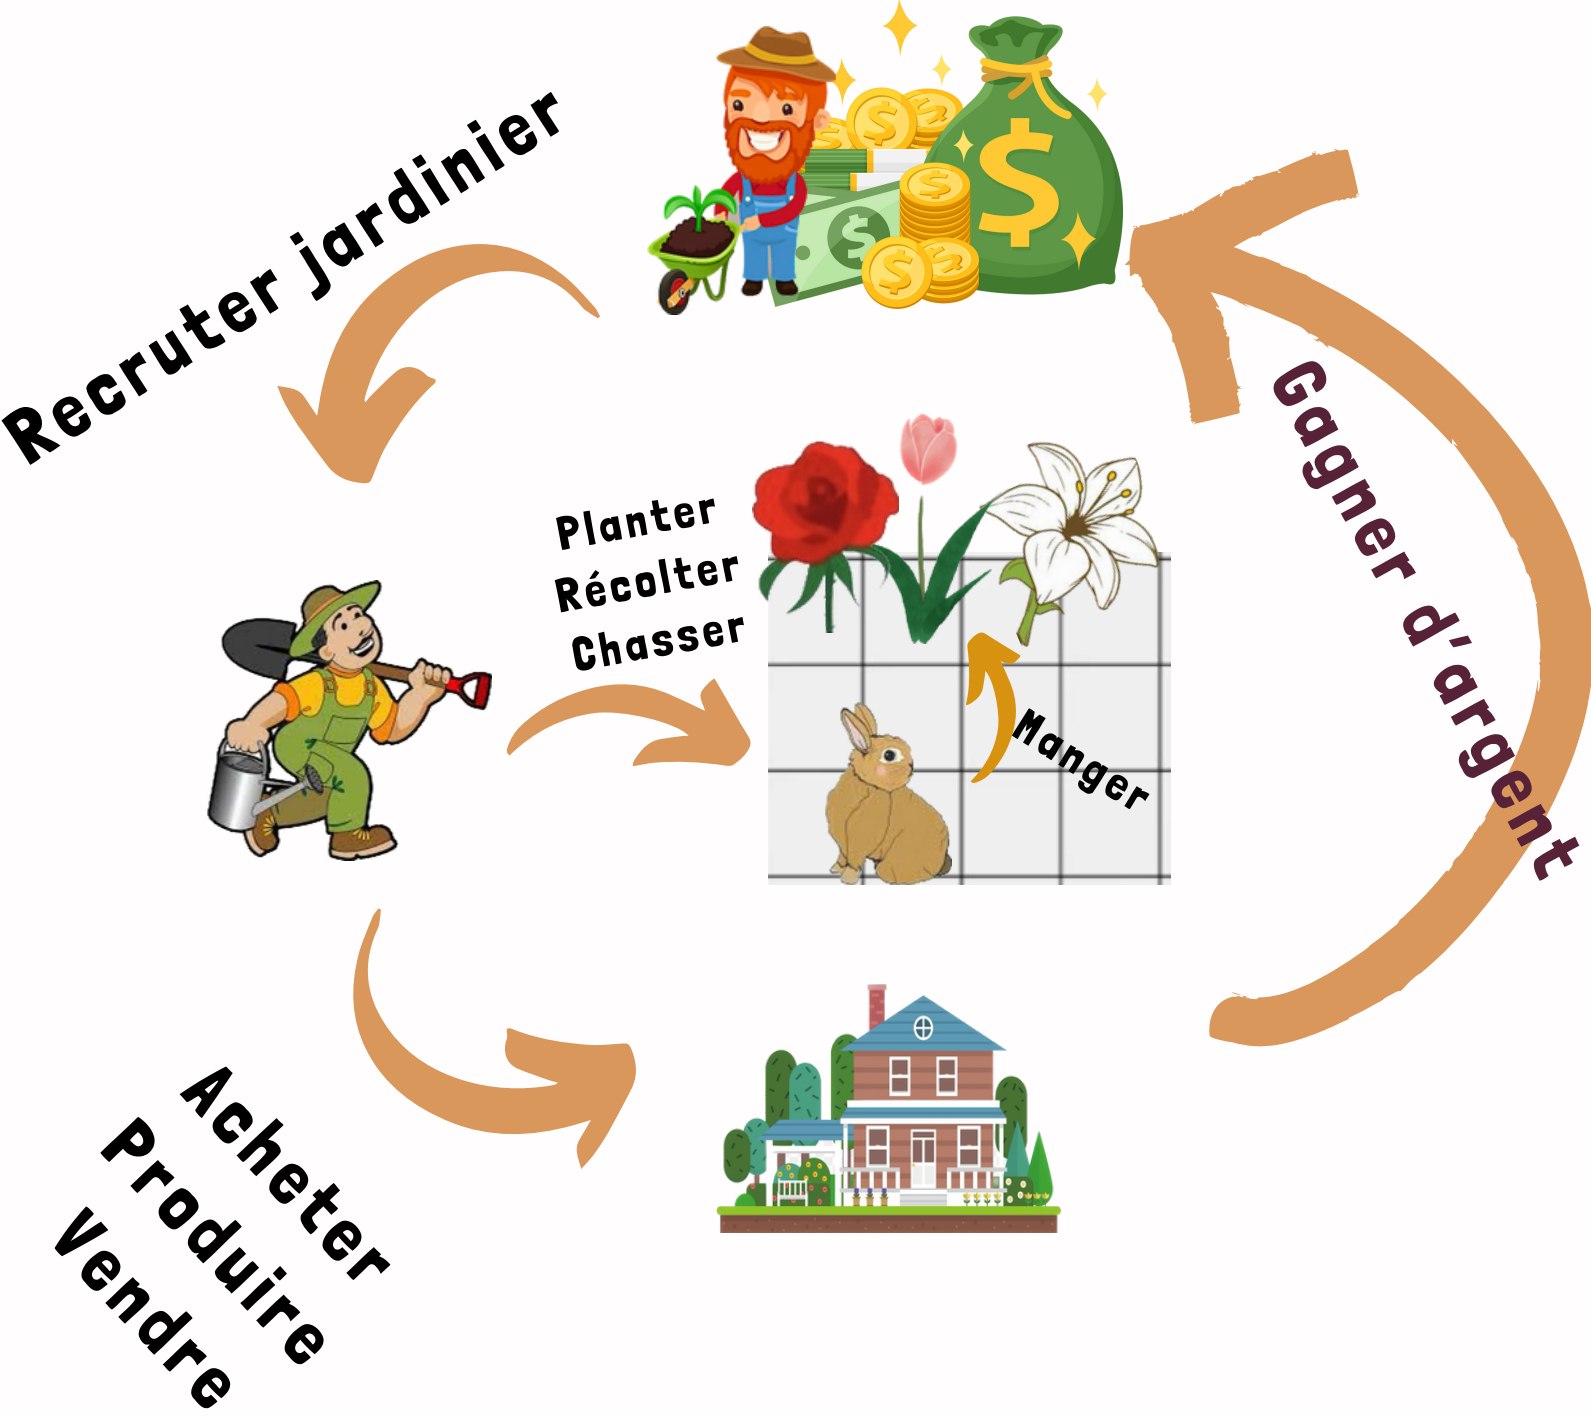 Recruter jardinier
Planter
Récolter
Chasser
Manger
Gagner d'argent
Acheter
Produire
Vendre